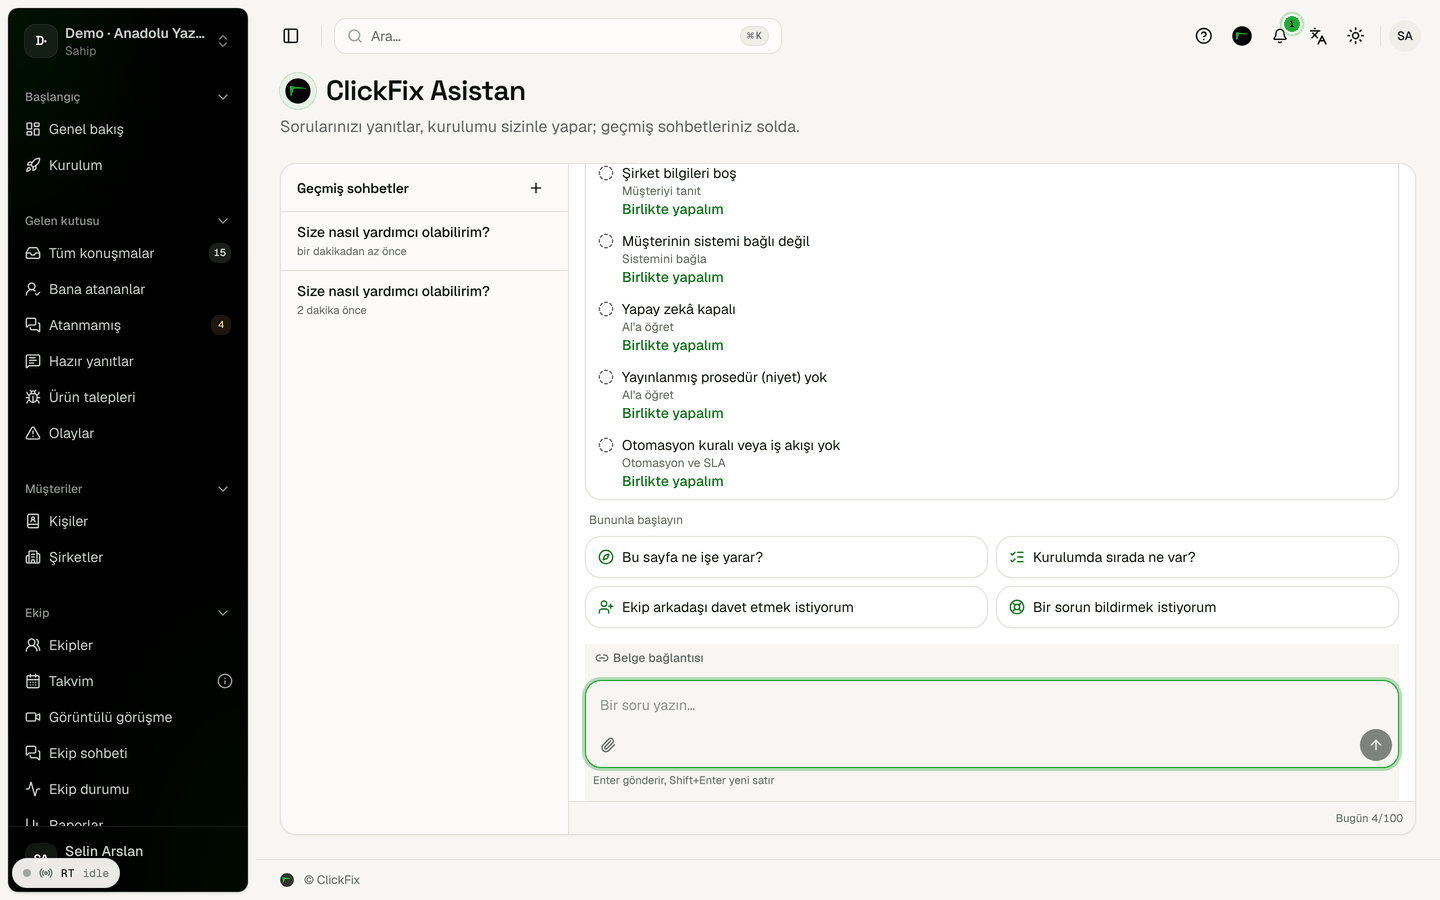 D·
Demo · Anadolu Yaz...
Sahip
Başlangıç
Genel bakış
Kurulum
Gelen kutusu
Tüm konuşmalar 15
Bana atananlar
Atanmamış 4
Hazır yanıtlar
Ürün talepleri
Olaylar
Müşteriler
Kişiler
Şirketler
Ekip
Ekipler
Takvim
Görüntülü görüşme
Ekip sohbeti
Ekip durumu
Raporlar
Selin Arslan
RT idle
Ara...
⌘K
1
SA
ClickFix Asistan
Sorularınızı yanıtlar, kurulumu sizinle yapar; geçmiş sohbetleriniz solda.
Geçmiş sohbetler
Size nasıl yardımcı olabilirim?
bir dakikadan az önce
Size nasıl yardımcı olabilirim?
2 dakika önce
Şirket bilgileri boş
Müşteriyi tanıt
Birlikte yapalım
Müşterinin sistemi bağlı değil
Sistemini bağla
Birlikte yapalım
Yapay zekâ kapalı
AI'a öğret
Birlikte yapalım
Yayınlanmış prosedür (niyet) yok
AI'a öğret
Birlikte yapalım
Otomasyon kuralı veya iş akışı yok
Otomasyon ve SLA
Birlikte yapalım
Bununla başlayın
Bu sayfa ne işe yarar?
Kurulumda sırada ne var?
Ekip arkadaşı davet etmek istiyorum
Bir sorun bildirmek istiyorum
Belge bağlantısı
Bir soru yazın...
Enter gönderir, Shift+Enter yeni satır
Bugün 4/100
© ClickFix